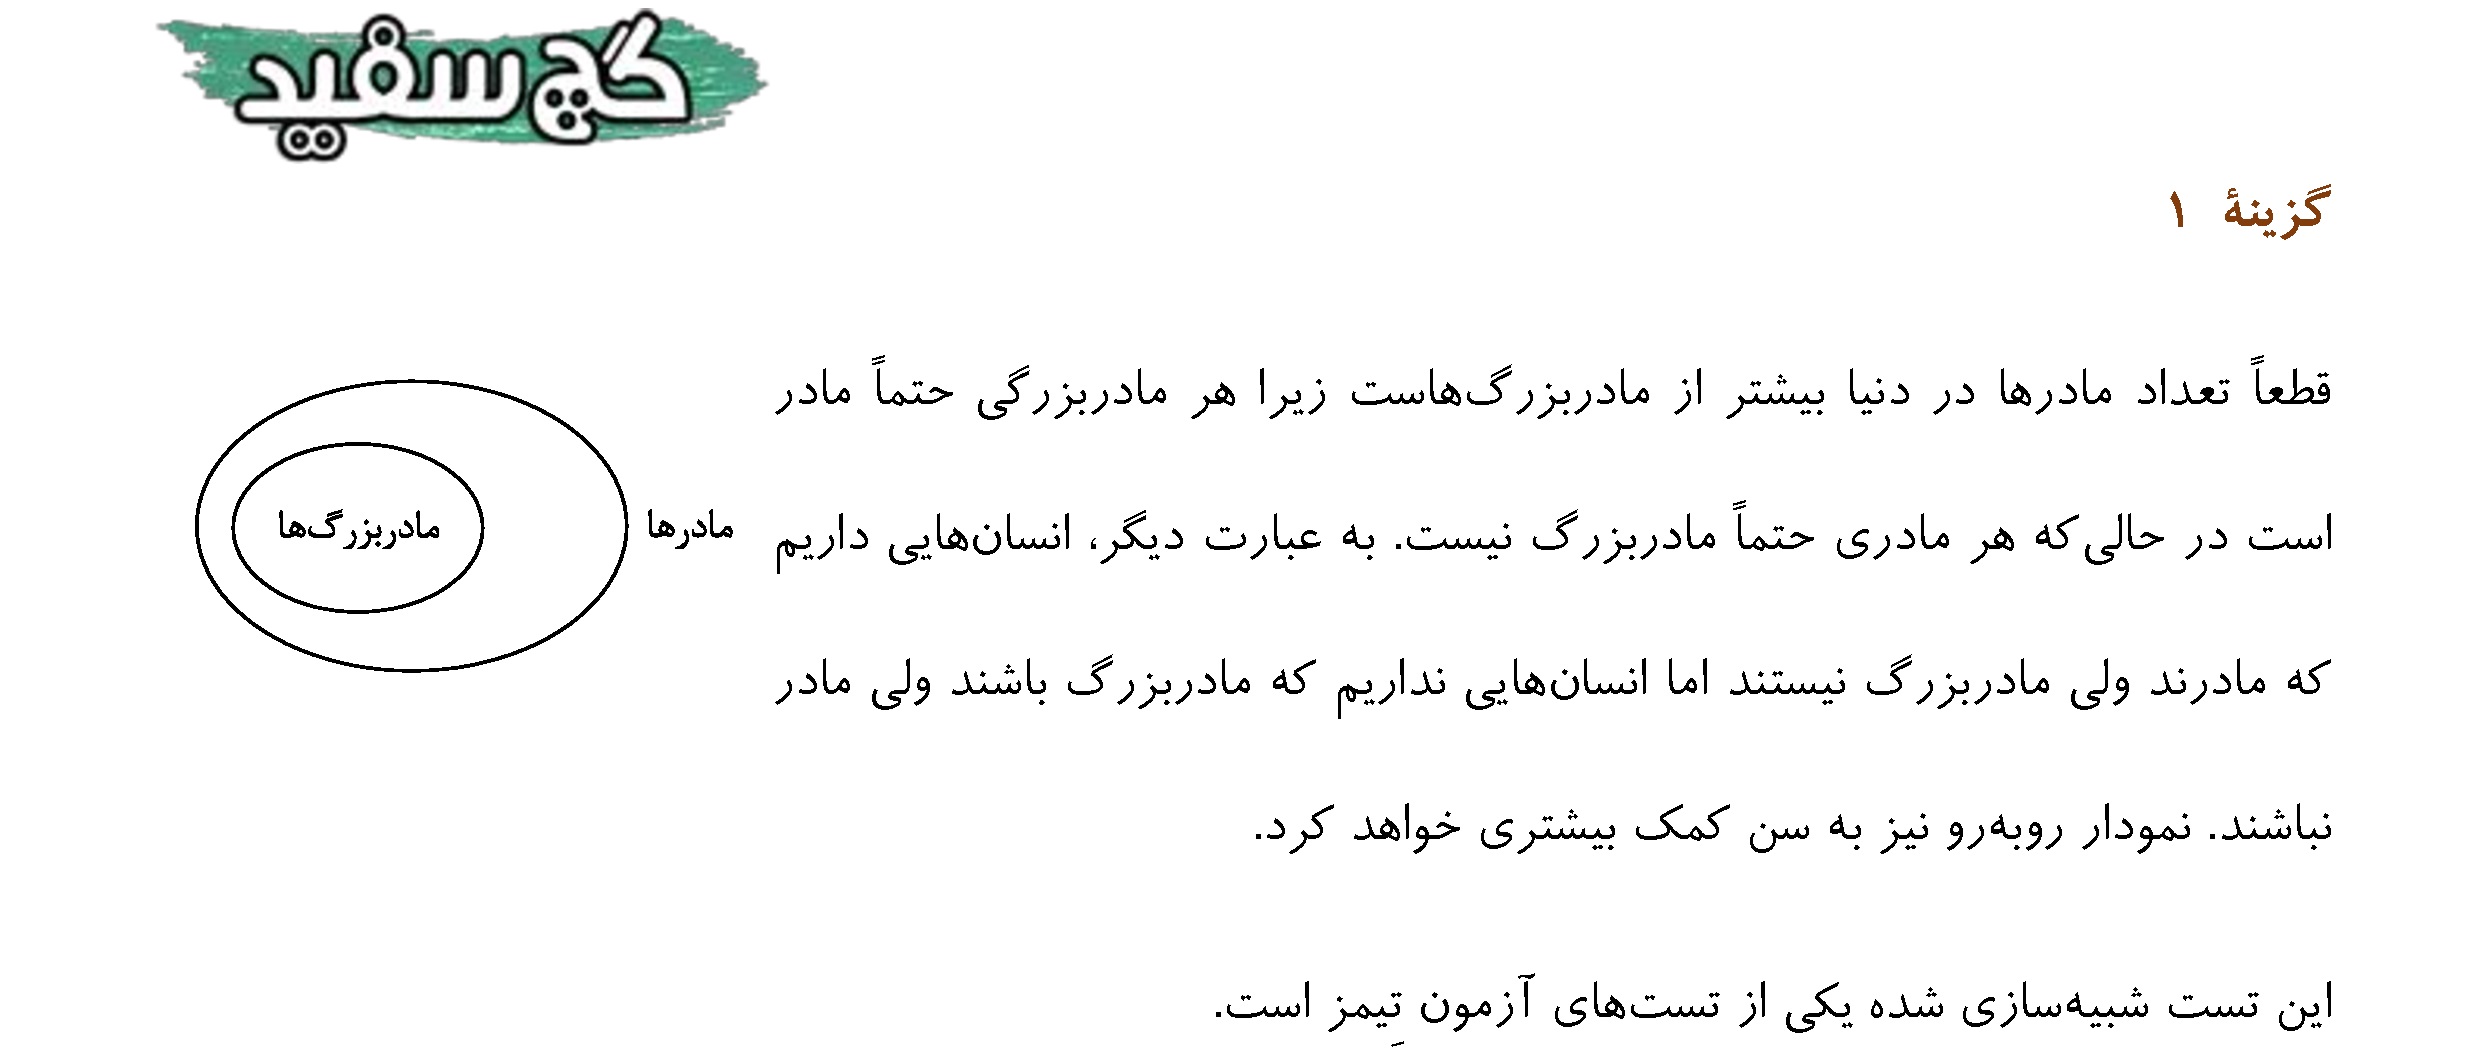 گچ سفید
گزینهٔ ۱
قطعاً تعداد مادرها در دنیا بیشتر از مادربزرگ‌هاست زیرا هر مادربزرگی حتماً مادر
است در حالی‌که هر مادری حتماً مادربزرگ نیست. به عبارت دیگر، انسان‌هایی داریم
که مادرند ولی مادربزرگ نیستند اما انسان‌هایی نداریم که مادربزرگ باشند ولی مادر
نباشند. نمودار روبه‌رو نیز به سن کمک بیشتری خواهد کرد.
مادرها
مادربزرگ‌ها
این تست شبیه‌سازی شده یکی از تست‌های آزمون تِیمز است.